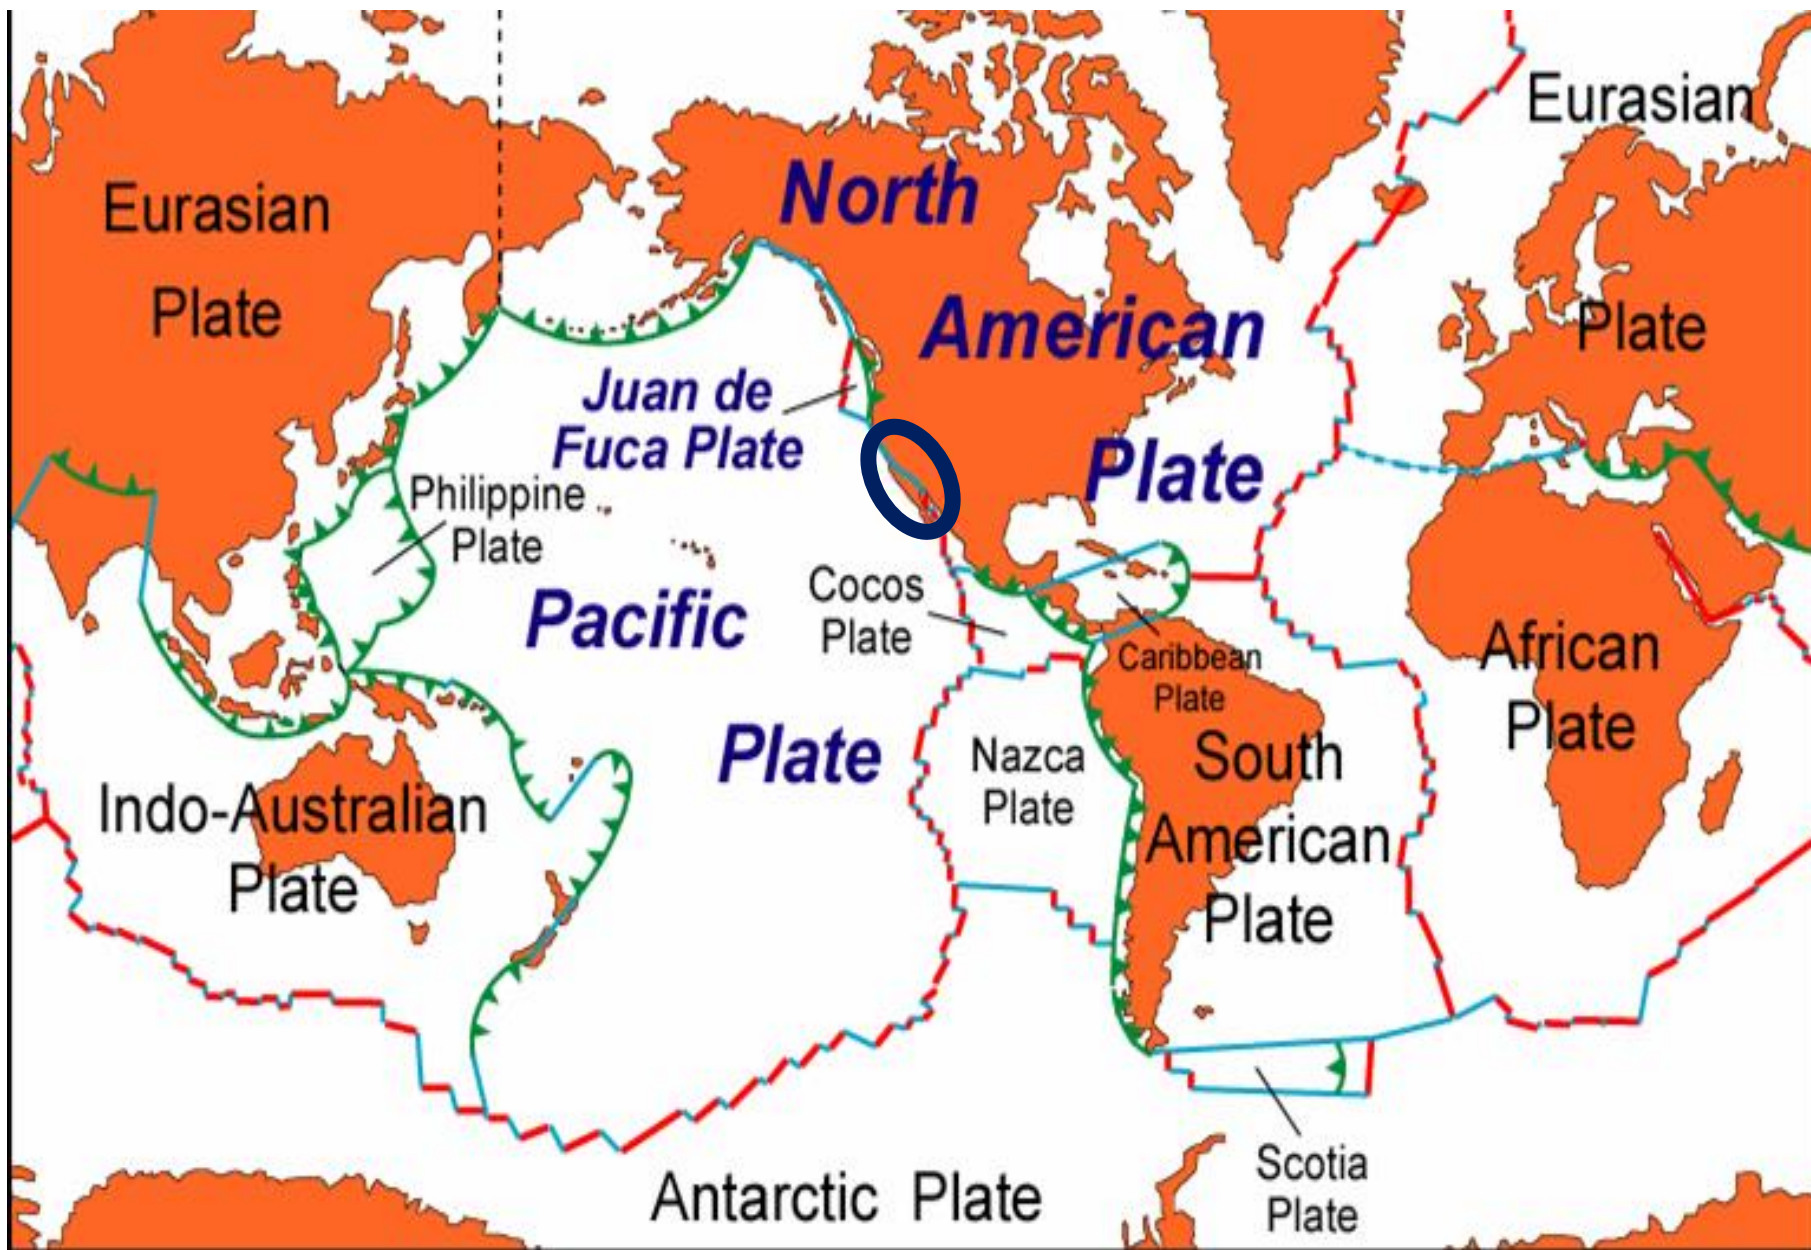 Eurasian
Plate
North
American
Plate
Eurasian
Plate
Juan de
Fuca Plate
Philippine
Plate
Pacific
Plate
Cocos
Plate
Caribbean
Plate
African
Plate
Nazca
Plate
South
American
Plate
Indo-Australian
Plate
Antarctic Plate
Scotia
Plate